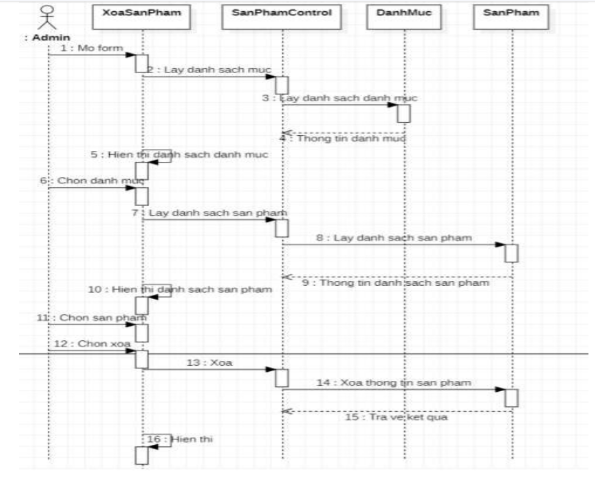 XoaSanPham
SanPhamControl
DanhMuc
SanPham
: Admin
1 : Mo form
2 : Lay danh sach muc
3 : Lay danh sach danh muc
4 : Thong tin danh muc
5 : Hien thi danh sach danh muc
6 : Chon danh muc
7 : Lay danh sach san pham
8 : Lay danh sach san pham
9 : Thong tin danh sach san pham
10 : Hien thi danh sach san pham
11 : Chon san pham
12 : Chon xoa
13 : Xoa
14 : Xoa thong tin san pham
15 : Tra ve ket qua
16 : Hien thi